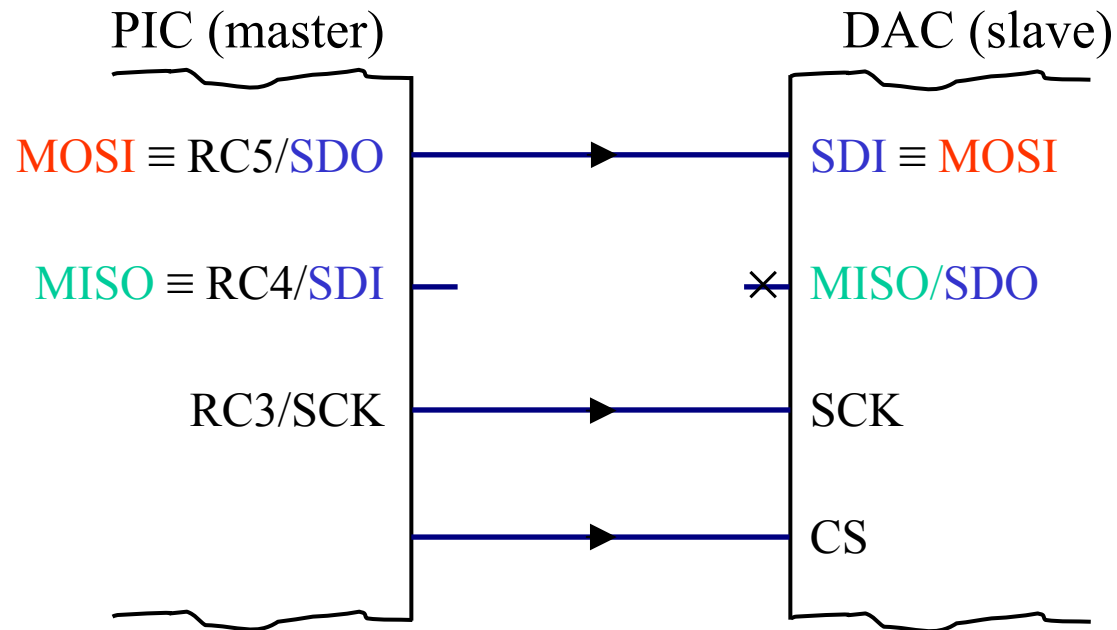 PIC (master) DAC (slave)
MOSI ≡ RC5/SDO SDI ≡ MOSI
MISO ≡ RC4/SDI MISO/SDO
RC3/SCK SCK
CS